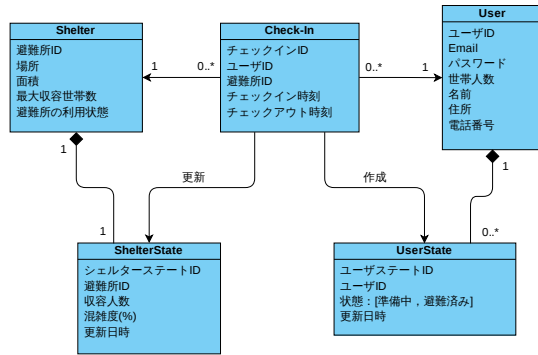 Shelter
避難所ID
場所
面積
最大収容世帯数
避難所の利用状態
1
0..*
Check-In
チェックインID
ユーザID
避難所ID
チェックイン時刻
チェックアウト時刻
0..*
1
User
ユーザID
Email
パスワード
世帯人数
名前
住所
電話番号
1
更新
作成
1
1
0..*
ShelterState
シェルターステートID
避難所ID
収容人数
混雑度(%)
更新日時
UserState
ユーザステートID
ユーザID
状態：[準備中，避難済み]
更新日時